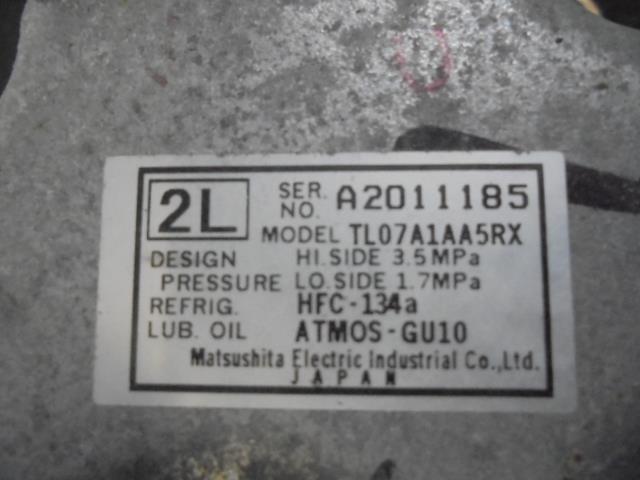 2L
SER. NO. A2011185
MODEL TL07A1AA5RX
DESIGN HI.SIDE 3.5MPa
PRESSURE LO.SIDE 1.7MPa
REFRIG. HFC-134a
LUB. OIL ATMOS-GU10
Matsushita Electric Industrial Co.,Ltd.
JAPAN